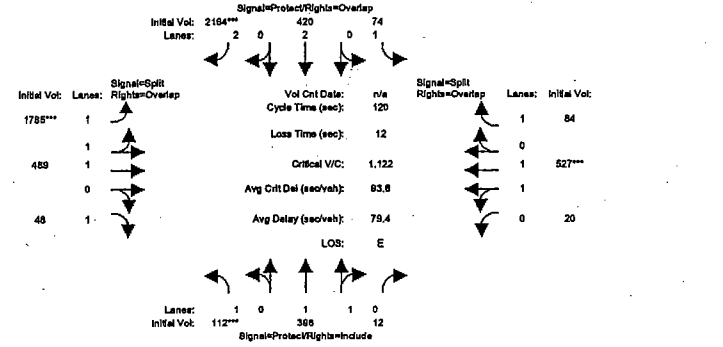 Signal=Protect/Rights=Overlap
Initial Vol: 2164*** 420 74
Lanes: 2 0 2 0 1
Signal=Split
Initial Vol: Lanes: Rights=Overlap
Vol Cnt Date: n/a
Signal=Split
Rights=Overlap Lanes: Initial Vol:
Cycle Time (sec): 120
1785*** 1
1 84
Loss Time (sec): 12
1
0
489 1
Critical V/C: 1.122
1 527***
0
Avg Crit Del (sec/veh): 93.6
1
48 1
Avg Delay (sec/veh): 79.4
0 20
LOS: E
Lanes: 1 0 1 1 0
Initial Vol: 112*** 12
Signal=Protect/Rights=Include